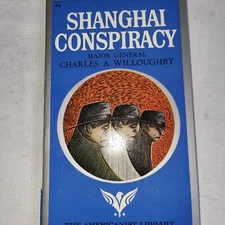 SHANGHAI
CONSPIRACY
MAJOR GENERAL
CHARLES A. WILLOUGHBY
THE AMERICANIST LIBRARY